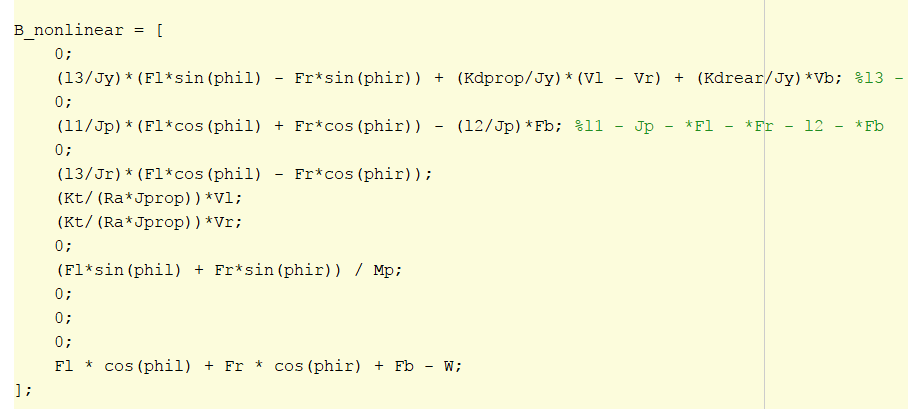 B_nonlinear = [
0;
(l3/Jy)*(Fl*sin(phil) - Fr*sin(phir)) + (Kdprop/Jy)*(Vl - Vr) + (Kdrear/Jy)*Vb; %l3 -
0;
(l1/Jp)*(Fl*cos(phil) + Fr*cos(phir)) - (l2/Jp)*Fb; %l1 - Jp - *Fl - *Fr - l2 - *Fb
0;
(l3/Jr)*(Fl*cos(phil) - Fr*cos(phir));
(Kt/(Ra*Jprop))*Vl;
(Kt/(Ra*Jprop))*Vr;
0;
(Fl*sin(phil) + Fr*sin(phir)) / Mp;
0;
0;
0;
Fl * cos(phil) + Fr * cos(phir) + Fb - W;
];